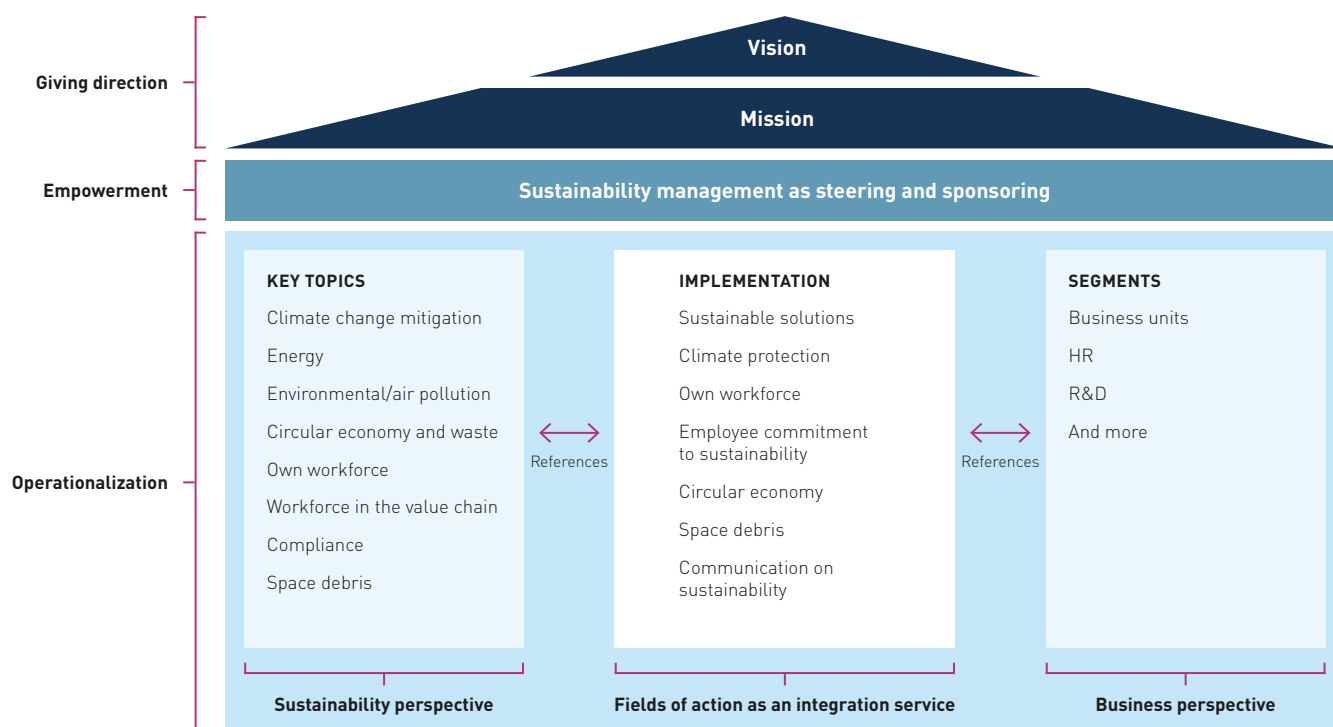 Vision
Giving direction
Mission
Empowerment
Sustainability management as steering and sponsoring
Operationalization
KEY TOPICS
Climate change mitigation
Energy
Environmental/air pollution
Circular economy and waste
Own workforce
Workforce in the value chain
Compliance
Space debris
References
IMPLEMENTATION
Sustainable solutions
Climate protection
Own workforce
Employee commitment
to sustainability
Circular economy
Space debris
Communication on
sustainability
References
SEGMENTS
Business units
HR
R&D
And more
Sustainability perspective
Fields of action as an integration service
Business perspective